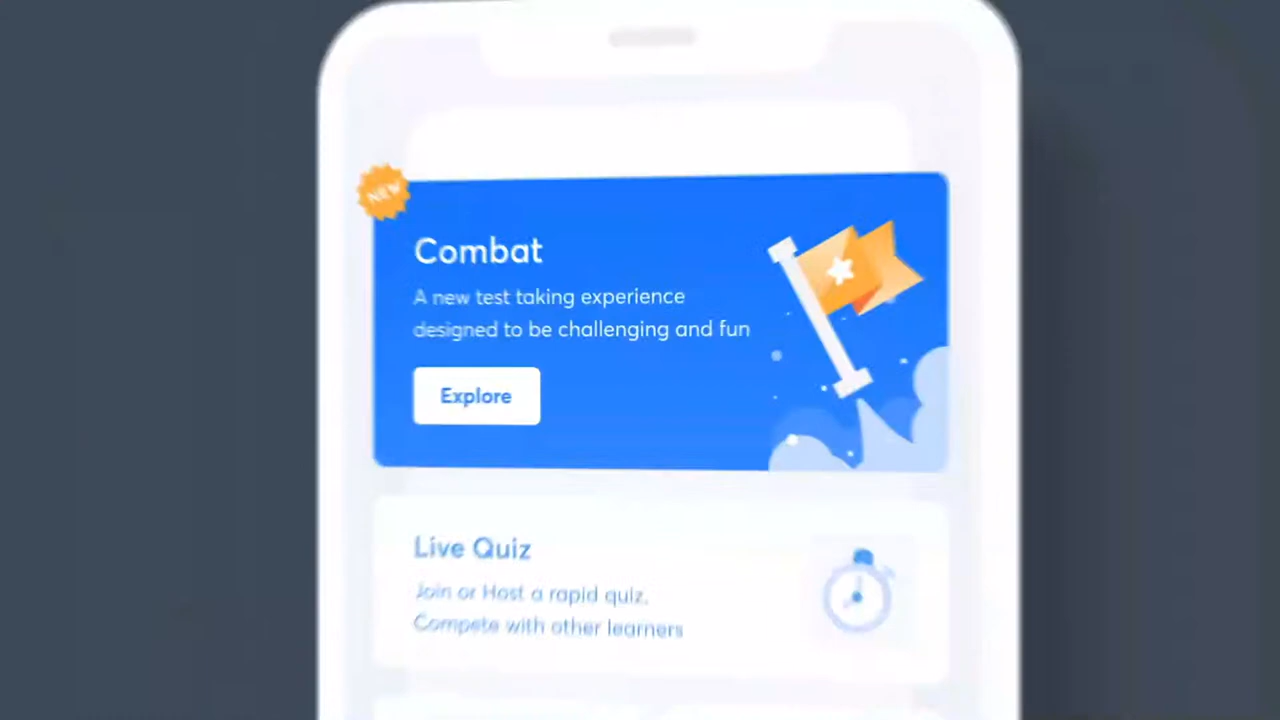 NEW
Combat
A new test taking experience
designed to be challenging and fun
Explore
Live Quiz
Join or Host a rapid quiz.
Compete with other learners